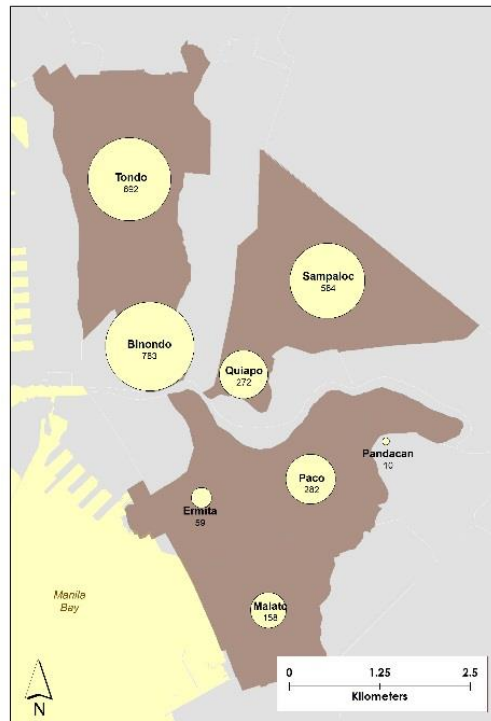 Tondo
692
Sampaloc
584
Binondo
783
Quiapo
272
Pandacan
10
Paco
282
Ermita
59
Malate
158
Manila
Bay
N
0 1.25 2.5
Kilometers